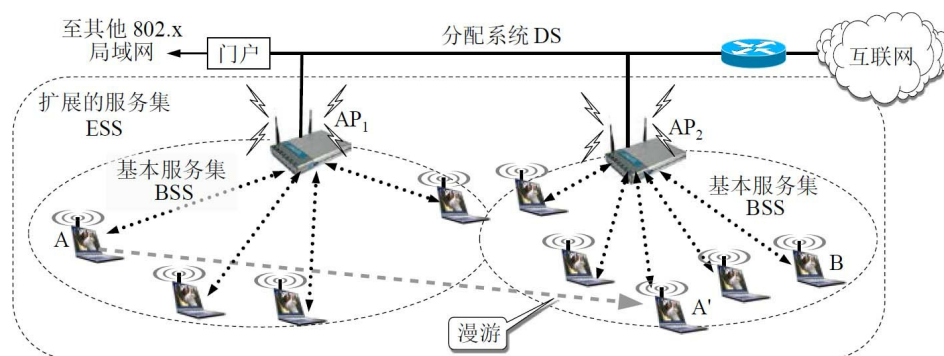 至其他 802.x
局域网
门户
分配系统 DS
互联网
扩展的服务集
ESS
AP₁
AP₂
基本服务集
BSS
基本服务集
BSS
A
B
A'
漫游